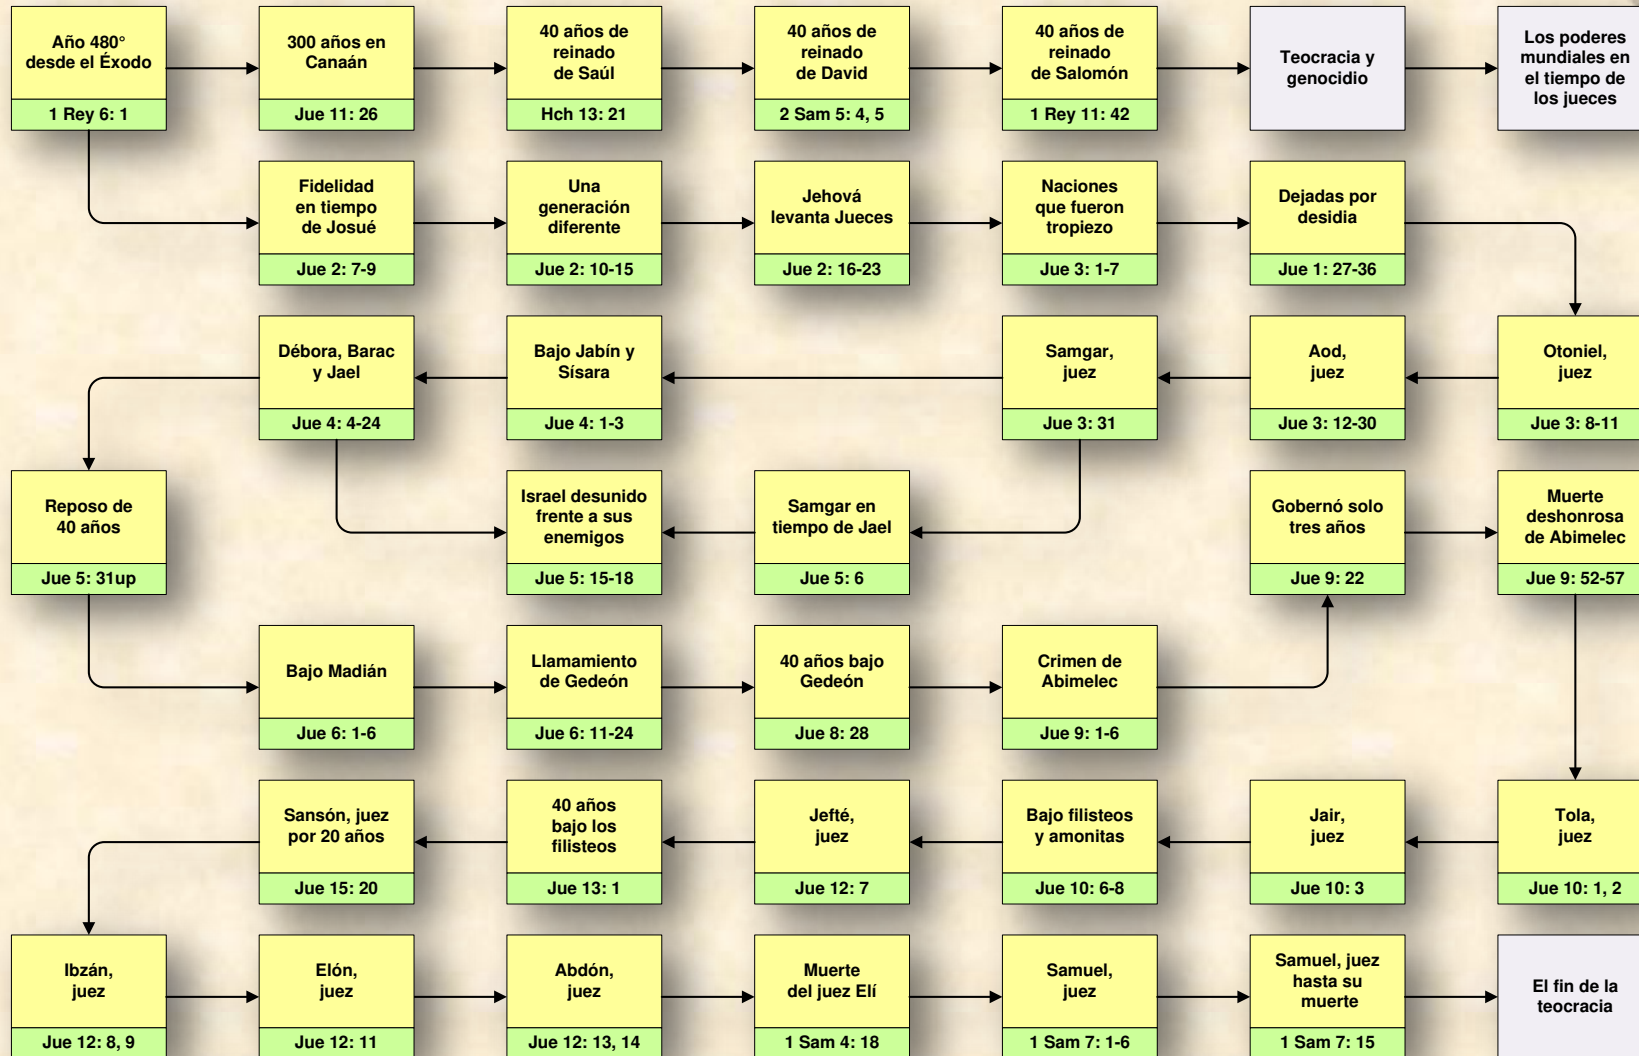 Año 480°
desde el Éxodo
1 Rey 6: 1
300 años en
Canaán
Jue 11: 26
40 años de
reinado
de Saúl
Hch 13: 21
40 años de
reinado
de David
2 Sam 5: 4, 5
40 años de
reinado
de Salomón
1 Rey 11: 42
Teocracia y
genocidio
Los poderes
mundiales en
el tiempo de
los jueces
Fidelidad
en tiempo
de Josué
Jue 2: 7-9
Una
generación
diferente
Jue 2: 10-15
Jehová
levanta Jueces
Jue 2: 16-23
Naciones
que fueron
tropiezo
Jue 3: 1-7
Dejadas por
desidia
Jue 1: 27-36
Otoniel,
juez
Jue 3: 8-11
Aod,
juez
Jue 3: 12-30
Samgar,
juez
Jue 3: 31
Bajo Jabín y
Sísara
Jue 4: 1-3
Débora, Barac
y Jael
Jue 4: 4-24
Reposo de
40 años
Jue 5: 31up
Israel desunido
frente a sus
enemigos
Jue 5: 15-18
Samgar en
tiempo de Jael
Jue 5: 6
Gobernó solo
tres años
Jue 9: 22
Muerte
deshonrosa
de Abimelec
Jue 9: 52-57
Bajo Madián
Jue 6: 1-6
Llamamiento
de Gedeón
Jue 6: 11-24
40 años bajo
Gedeón
Jue 8: 28
Crimen de
Abimelec
Jue 9: 1-6
Tola,
juez
Jue 10: 1, 2
Jair,
juez
Jue 10: 3
Bajo filisteos
y amonitas
Jue 10: 6-8
Jefté,
juez
Jue 12: 7
40 años
bajo los
filisteos
Jue 13: 1
Sansón, juez
por 20 años
Jue 15: 20
Ibzán,
juez
Jue 12: 8, 9
Elón,
juez
Jue 12: 11
Abdón,
juez
Jue 12: 13, 14
Muerte
del juez Elí
1 Sam 4: 18
Samuel,
juez
1 Sam 7: 1-6
Samuel, juez
hasta su
muerte
1 Sam 7: 15
El fin de la
teocracia